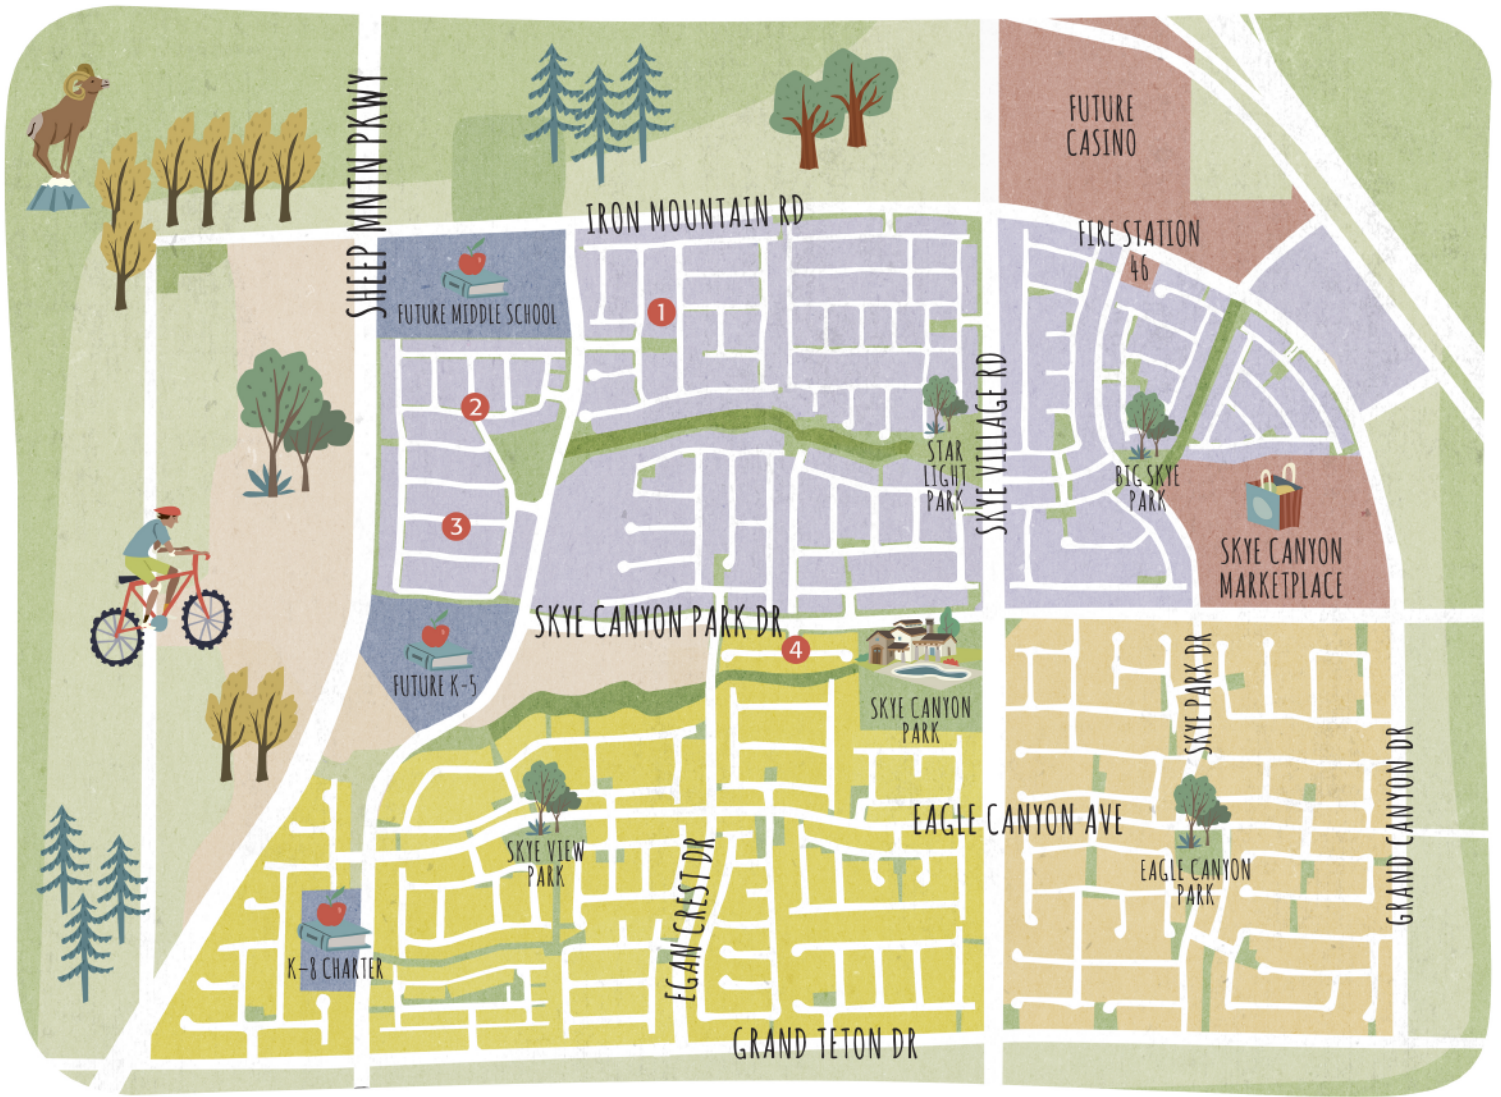 SHEEP MNTN PKWY
FUTURE
CASINO
IRON MOUNTAIN RD
FIRE STATION
46
FUTURE MIDDLE SCHOOL
1
2
3
STAR
LIGHT
PARK
SKYE VILLAGE RD
BIG SKYE
PARK
SKYE CANYON
MARKETPLACE
SKYE CANYON PARK DR
4
FUTURE K-5
SKYE CANYON
PARK
SKYE PARK DR
GRAND CANYON DR
EAGLE CANYON AVE
SKYE VIEW
PARK
EGAN CREST DR
EAGLE CANYON
PARK
K-8 CHARTER
GRAND TETON DR